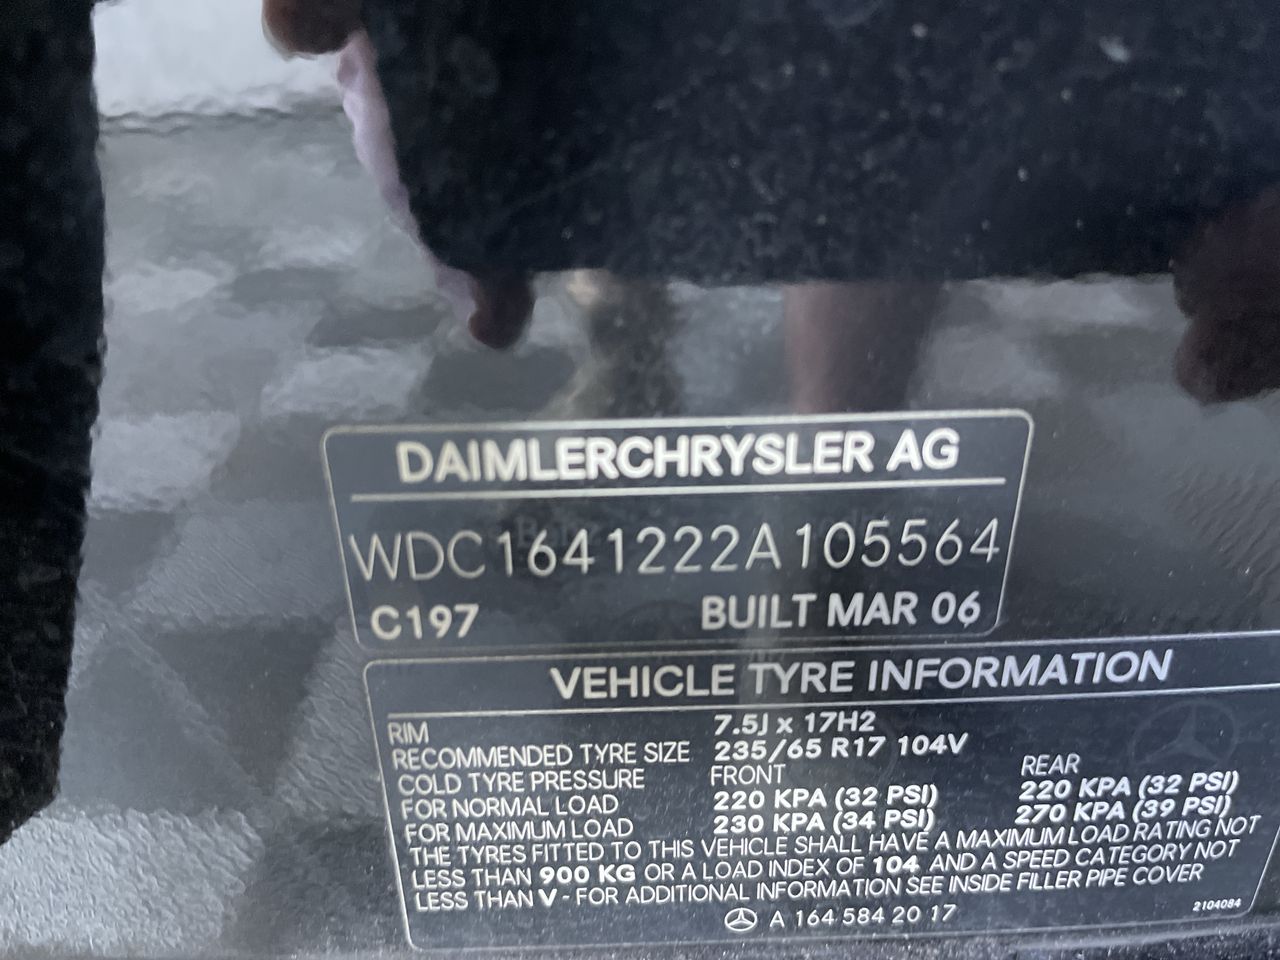 DAIMLERCHRYSLER AG
WDC1641222A105564
C197 BUILT MAR 06
VEHICLE TYRE INFORMATION
RIM 7.5J x 17H2
RECOMMENDED TYRE SIZE 235/65 R17 104V
COLD TYRE PRESSURE FRONT REAR
FOR NORMAL LOAD 220 KPA (32 PSI) 220 KPA (32 PSI)
FOR MAXIMUM LOAD 230 KPA (34 PSI) 270 KPA (39 PSI)
THE TYRES FITTED TO THIS VEHICLE SHALL HAVE A MAXIMUM LOAD RATING NOT
LESS THAN 900 KG OR A LOAD INDEX OF 104 AND A SPEED CATEGORY NOT
LESS THAN V - FOR ADDITIONAL INFORMATION SEE INSIDE FILLER PIPE COVER
A 164 584 20 17 2104084